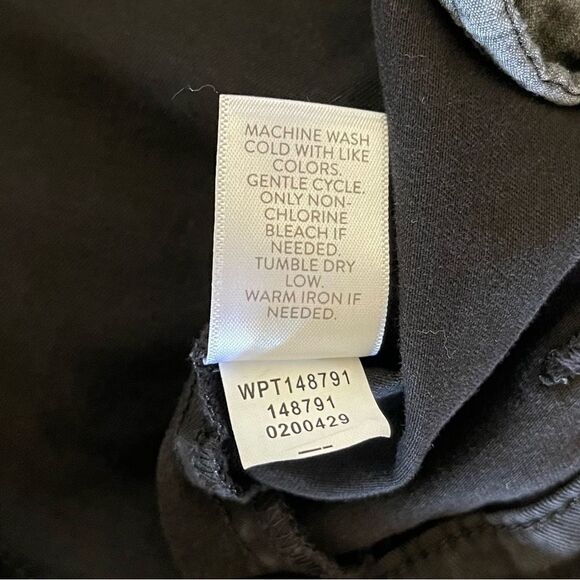 MACHINE WASH
COLD WITH LIKE
COLORS.
GENTLE CYCLE.
ONLY NON-
CHLORINE
BLEACH IF
NEEDED.
TUMBLE DRY
LOW.
WARM IRON IF
NEEDED.
WPT148791
148791
0200429